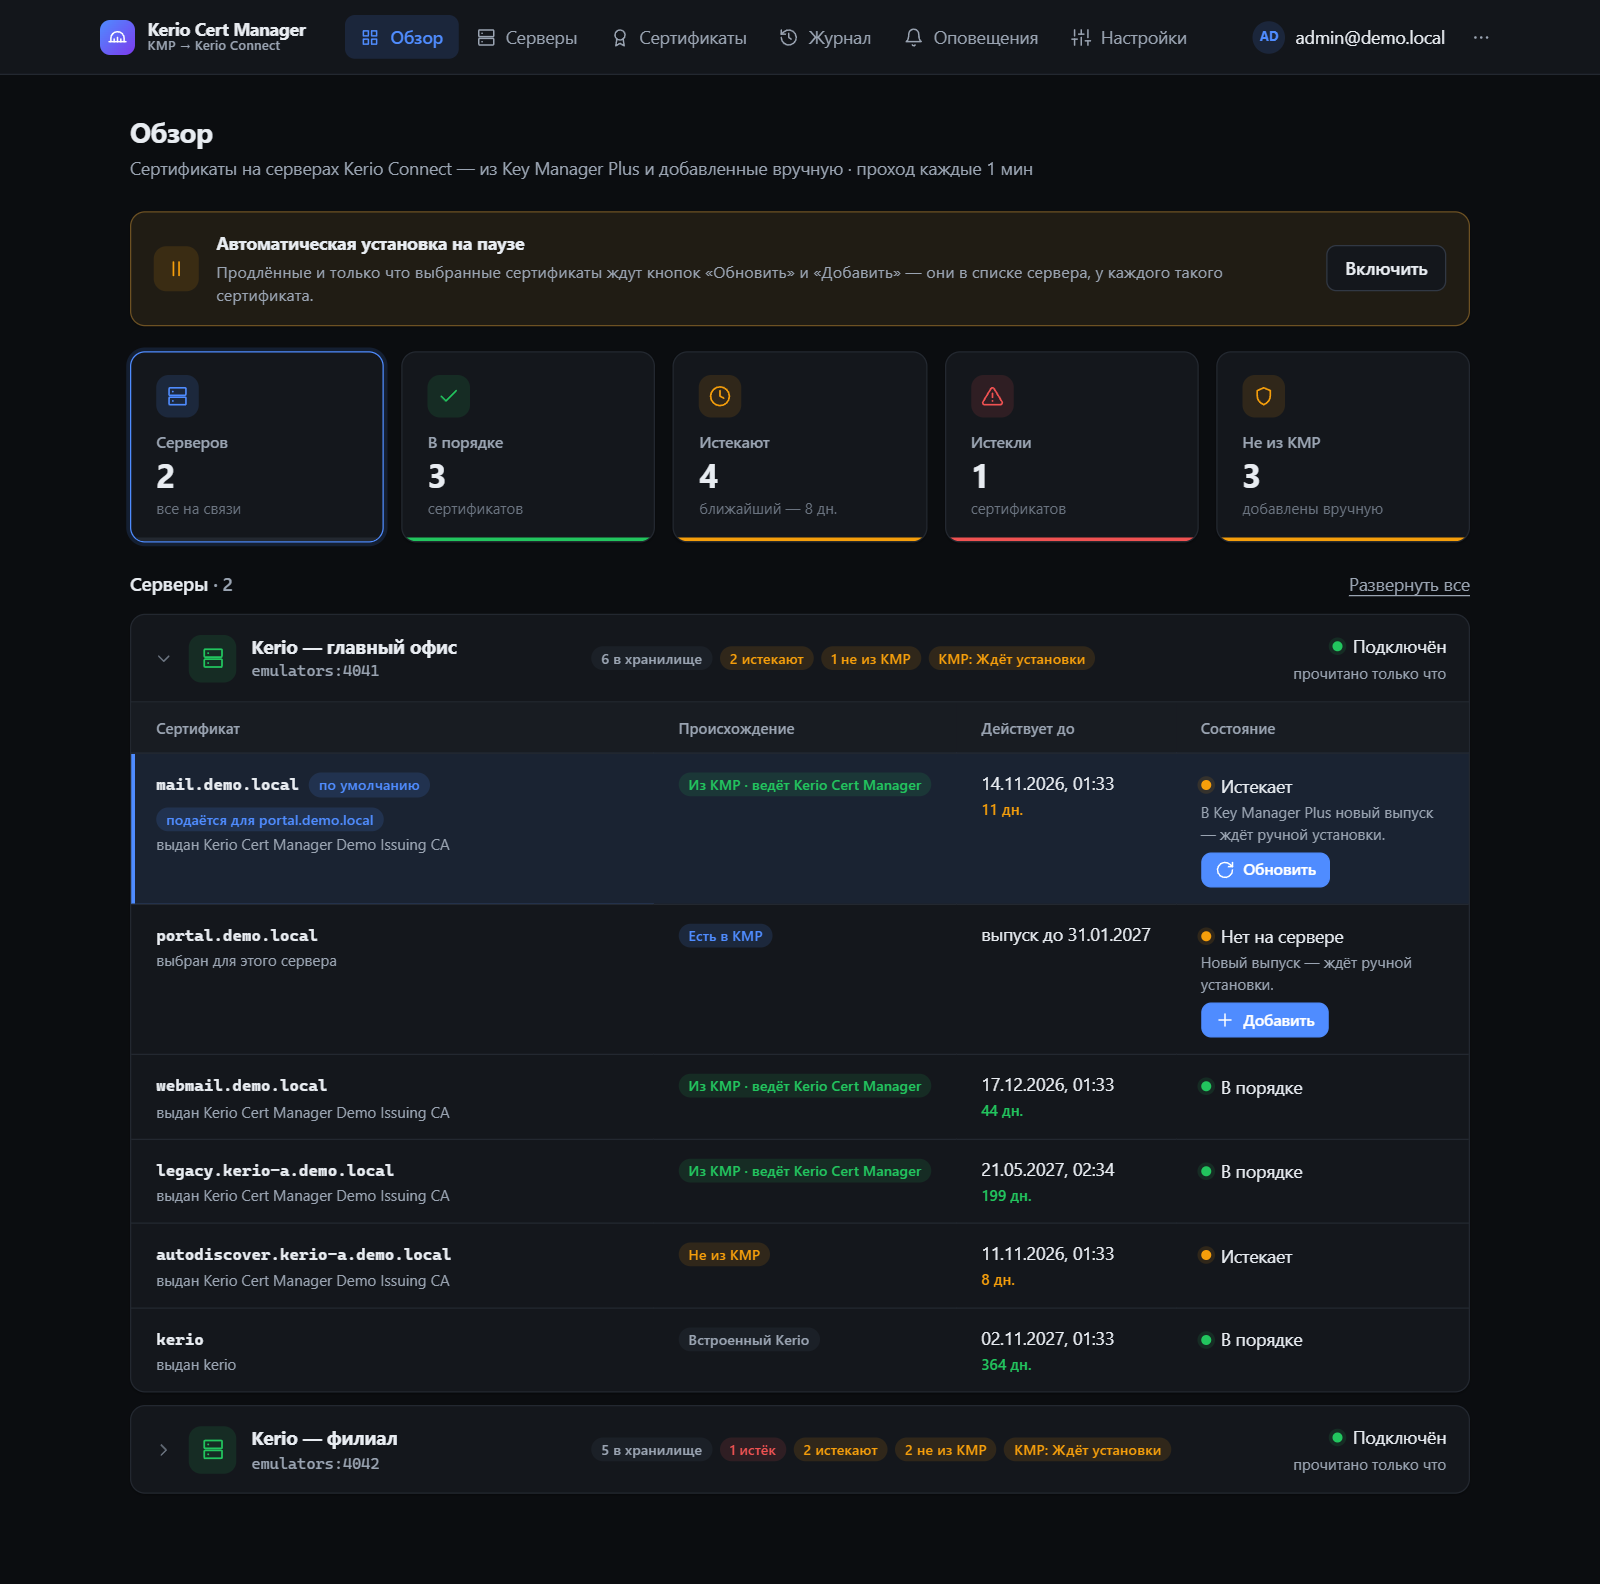 Kerio Cert Manager
KMP → Kerio Connect
Обзор
Серверы
Сертификаты
Журнал
Оповещения
Настройки
AD
admin@demo.local
Обзор
Сертификаты на серверах Kerio Connect — из Key Manager Plus и добавленные вручную · проход каждые 1 мин
Автоматическая установка на паузе
Продлённые и только что выбранные сертификаты ждут кнопок «Обновить» и «Добавить» — они в списке сервера, у каждого такого
сертификата.
Включить
Серверов
2
все на связи
В порядке
3
сертификатов
Истекают
4
ближайший — 8 дн.
Истекли
1
сертификатов
Не из KMP
3
добавлены вручную
Серверы · 2
Развернуть все
Kerio — главный офис
emulators:4041
6 в хранилище
2 истекают
1 не из KMP
KMP: Ждёт установки
Подключён
прочитано только что
Сертификат
Происхождение
Действует до
Состояние
mail.demo.local
по умолчанию
подаётся для portal.demo.local
выдан Kerio Cert Manager Demo Issuing CA
Из KMP · ведёт Kerio Cert Manager
14.11.2026, 01:33
11 дн.
Истекает
В Key Manager Plus новый выпуск
— ждёт ручной установки.
Обновить
portal.demo.local
выбран для этого сервера
Есть в KMP
выпуск до 31.01.2027
Нет на сервере
Новый выпуск — ждёт ручной
установки.
Добавить
webmail.demo.local
выдан Kerio Cert Manager Demo Issuing CA
Из KMP · ведёт Kerio Cert Manager
17.12.2026, 01:33
44 дн.
В порядке
legacy.kerio-a.demo.local
выдан Kerio Cert Manager Demo Issuing CA
Из KMP · ведёт Kerio Cert Manager
21.05.2027, 02:34
199 дн.
В порядке
autodiscover.kerio-a.demo.local
выдан Kerio Cert Manager Demo Issuing CA
Не из KMP
11.11.2026, 01:33
8 дн.
Истекает
kerio
выдан kerio
Встроенный Kerio
02.11.2027, 01:33
364 дн.
В порядке
Kerio — филиал
emulators:4042
5 в хранилище
1 истёк
2 истекают
2 не из KMP
KMP: Ждёт установки
Подключён
прочитано только что